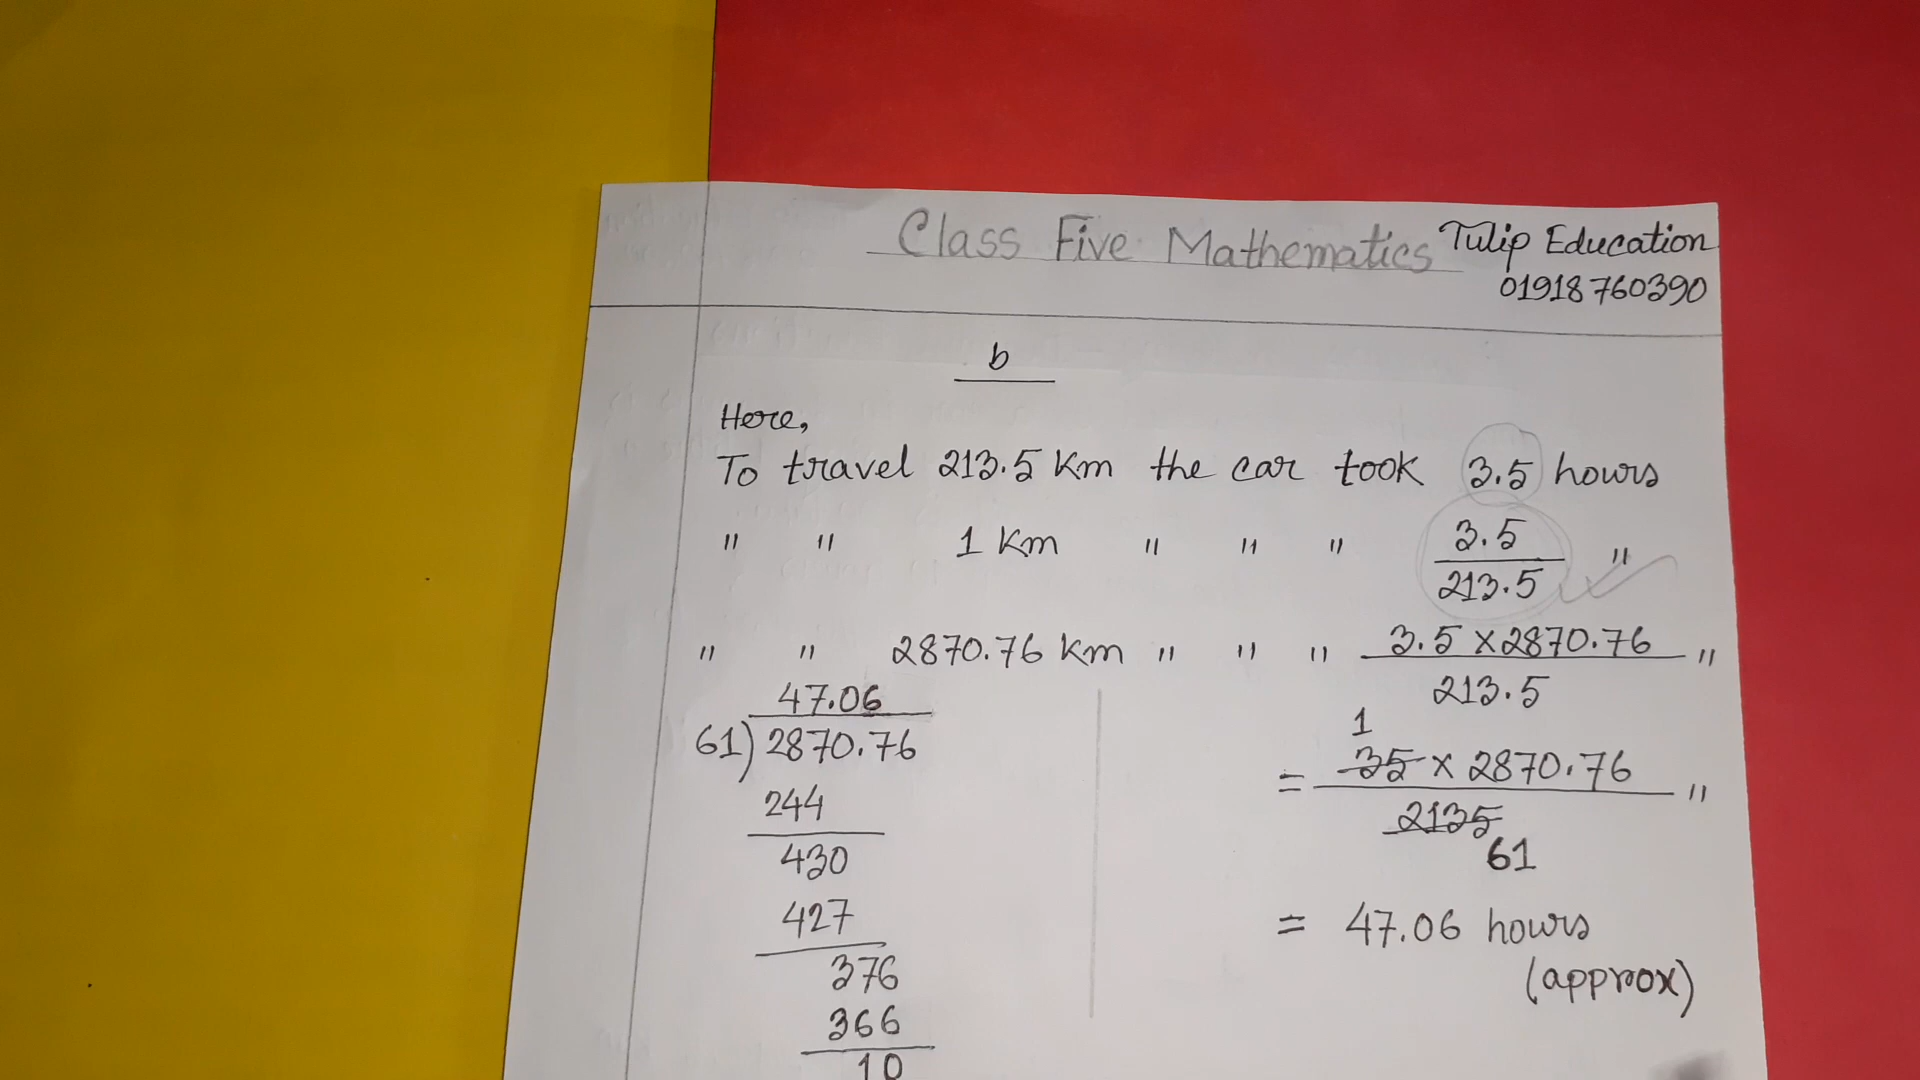 Class Five Mathematics
Tulip Education
01918760390
b
Here,
To travel 213.5 Km the car took 3.5 hours
" " 1 Km " " " 3.5/213.5 "
" " 2870.76 Km " " " 3.5 × 2870.76/213.5 "
47.06
61) 2870.76
244
430
427
376
366
10
1
= 35 × 2870.76/2135 "
61
= 47.06 hours
(approx)